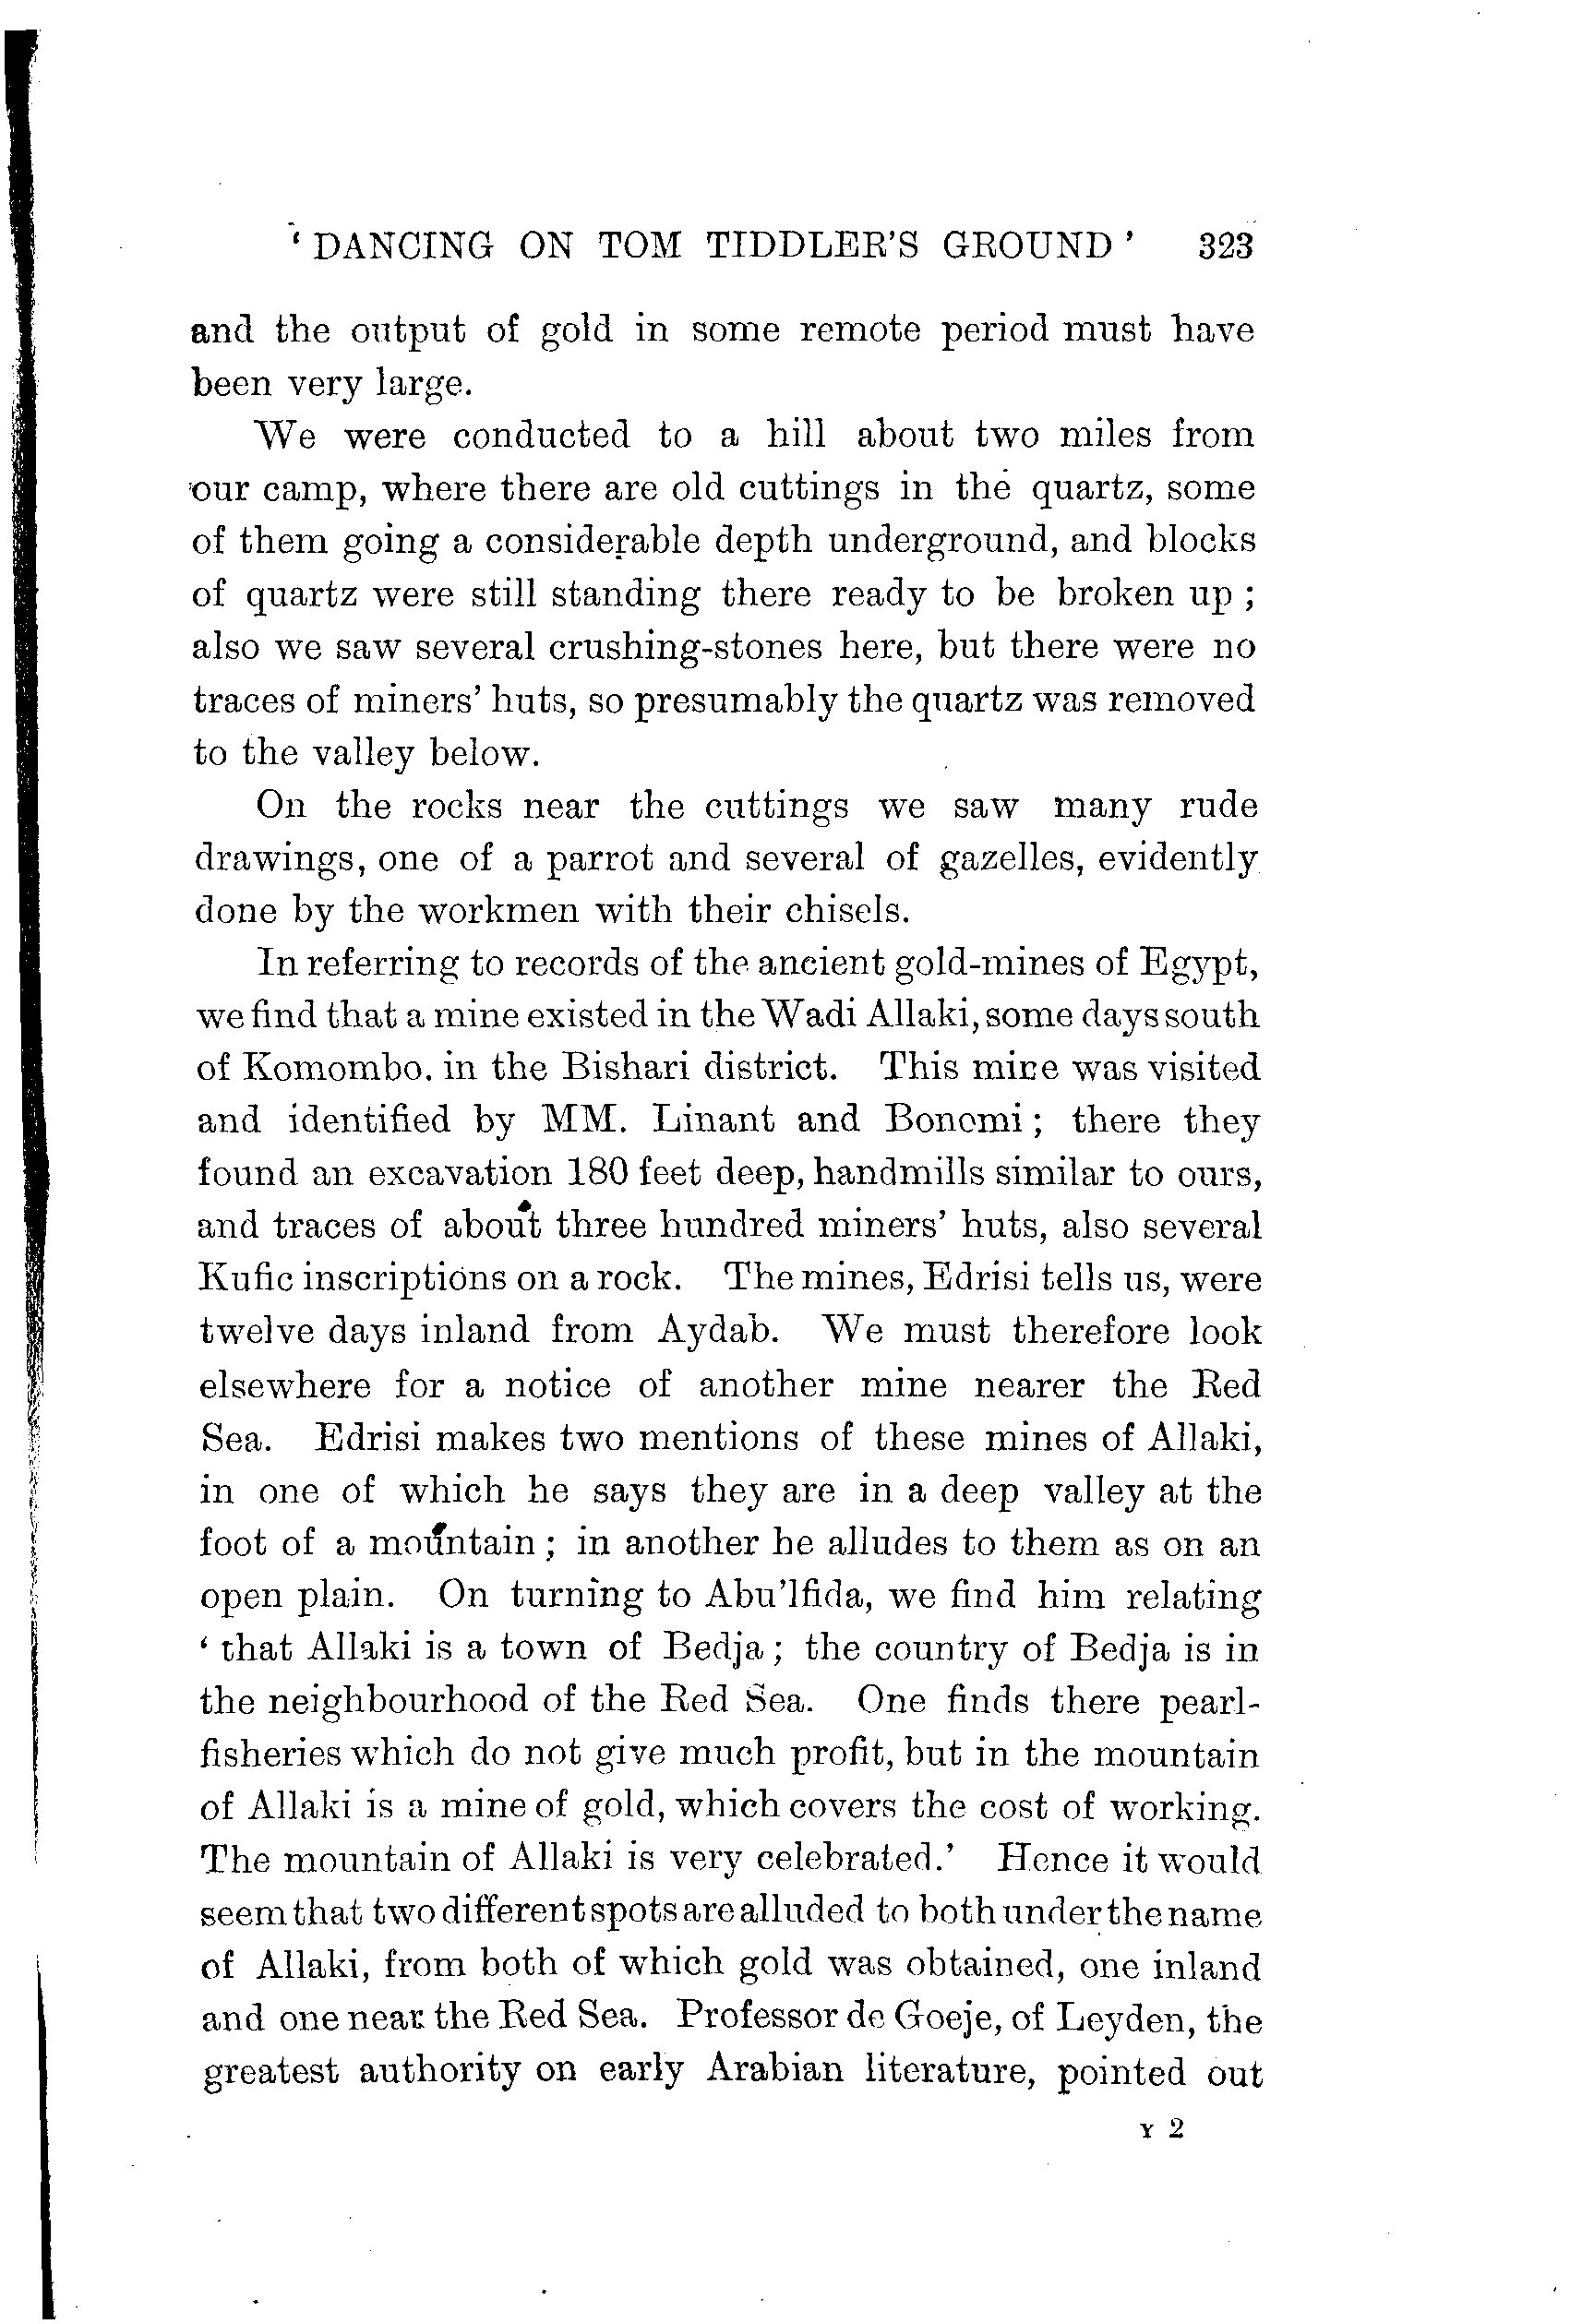 ‘ DANCING ON TOM TIDDLER'S GROUND ’ 323
and the output of gold in some remote period must have
been very large.
We were conducted to a hill about two miles from
our camp, where there are old cuttings in the quartz, some
of them going a considerable depth underground, and blocks
of quartz were still standing there ready to be broken up ;
also we saw several crushing-stones here, but there were no
traces of miners' huts, so presumably the quartz was removed
to the valley below.
On the rocks near the cuttings we saw many rude
drawings, one of a parrot and several of gazelles, evidently
done by the workmen with their chisels.
In referring to records of the ancient gold-mines of Egypt,
we find that a mine existed in the Wadi Allaki, some days south
of Komombo. in the Bishari district. This mine was visited
and identified by MM. Linant and Bonomi ; there they
found an excavation 180 feet deep, handmills similar to ours,
and traces of about three hundred miners' huts, also several
Kufic inscriptions on a rock. The mines, Edrisi tells us, were
twelve days inland from Aydab. We must therefore look
elsewhere for a notice of another mine nearer the Red
Sea. Edrisi makes two mentions of these mines of Allaki,
in one of which he says they are in a deep valley at the
foot of a mountain ; in another he alludes to them as on an
open plain. On turning to Abu'lfida, we find him relating
‘ that Allaki is a town of Bedja ; the country of Bedja is in
the neighbourhood of the Red Sea. One finds there pearl-
fisheries which do not give much profit, but in the mountain
of Allaki is a mine of gold, which covers the cost of working.
The mountain of Allaki is very celebrated.’ Hence it would
seem that two different spots are alluded to both under the name
of Allaki, from both of which gold was obtained, one inland
and one near the Red Sea. Professor de Goeje, of Leyden, the
greatest authority on early Arabian literature, pointed out
Y 2